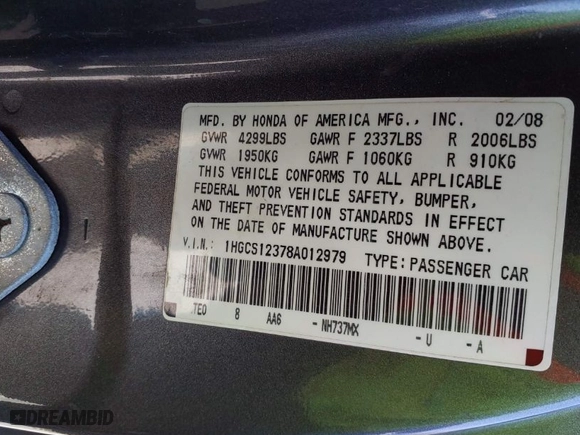 MFD. BY HONDA OF AMERICA MFG., INC. 02/08
GVWR 4299LBS GAWR F 2337LBS R 2006LBS
GVWR 1950KG GAWR F 1060KG R 910KG
THIS VEHICLE CONFORMS TO ALL APPLICABLE
FEDERAL MOTOR VEHICLE SAFETY, BUMPER,
AND THEFT PREVENTION STANDARDS IN EFFECT
ON THE DATE OF MANUFACTURE SHOWN ABOVE.
V.I.N.: 1HGCS12378A012979 TYPE: PASSENGER CAR
TE0 8 AA6 - NH737MX - U - A
DREAMBID